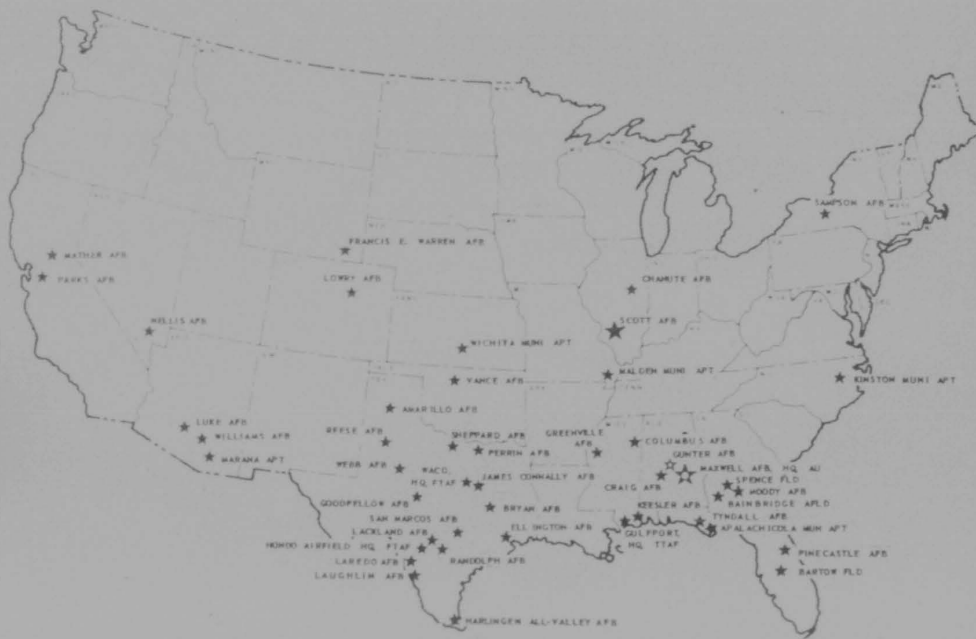 SAMPSON AFB
MATHER AFB
PARKS AFB
FRANCIS E. WARREN AFB
LOWRY AFB
CHANUTE AFB
SCOTT AFB
NELLIS AFB
WICHITA MUNI APT
VANCE AFB
MALDEN MUNI APT
KINSTON MUNI APT
AMARILLO AFB
LUKE AFB
WILLIAMS AFB
MARANA APT
REESE AFB
SHEPPARD AFB
PERRIN AFB
GREENVILLE
AFB
COLUMBUS AFB
GUNTER AFB
MAXWELL AFB, HQ AU
CRAIG AFB
SPENCE FLD
MOODY AFB
BAINBRIDGE AFLD
WEBB AFB
WACO,
HQ FTAF
JAMES CONNALLY AFB
GOODFELLOW AFB
BRYAN AFB
KEESLER AFB
TYNDALL AFB
APALACHICOLA MUN APT
GULFPORT,
HQ TTAF
SAN MARCOS AFB
ELLINGTON AFB
LACKLAND AFB
HONDO AIRFIELD HQ FTAF
RANDOLPH AFB
LAREDO AFB
LAUGHLIM AFB
PINECASTLE AFB
BARTOW FLD
HARLINGEN ALL-VALLEY AFB